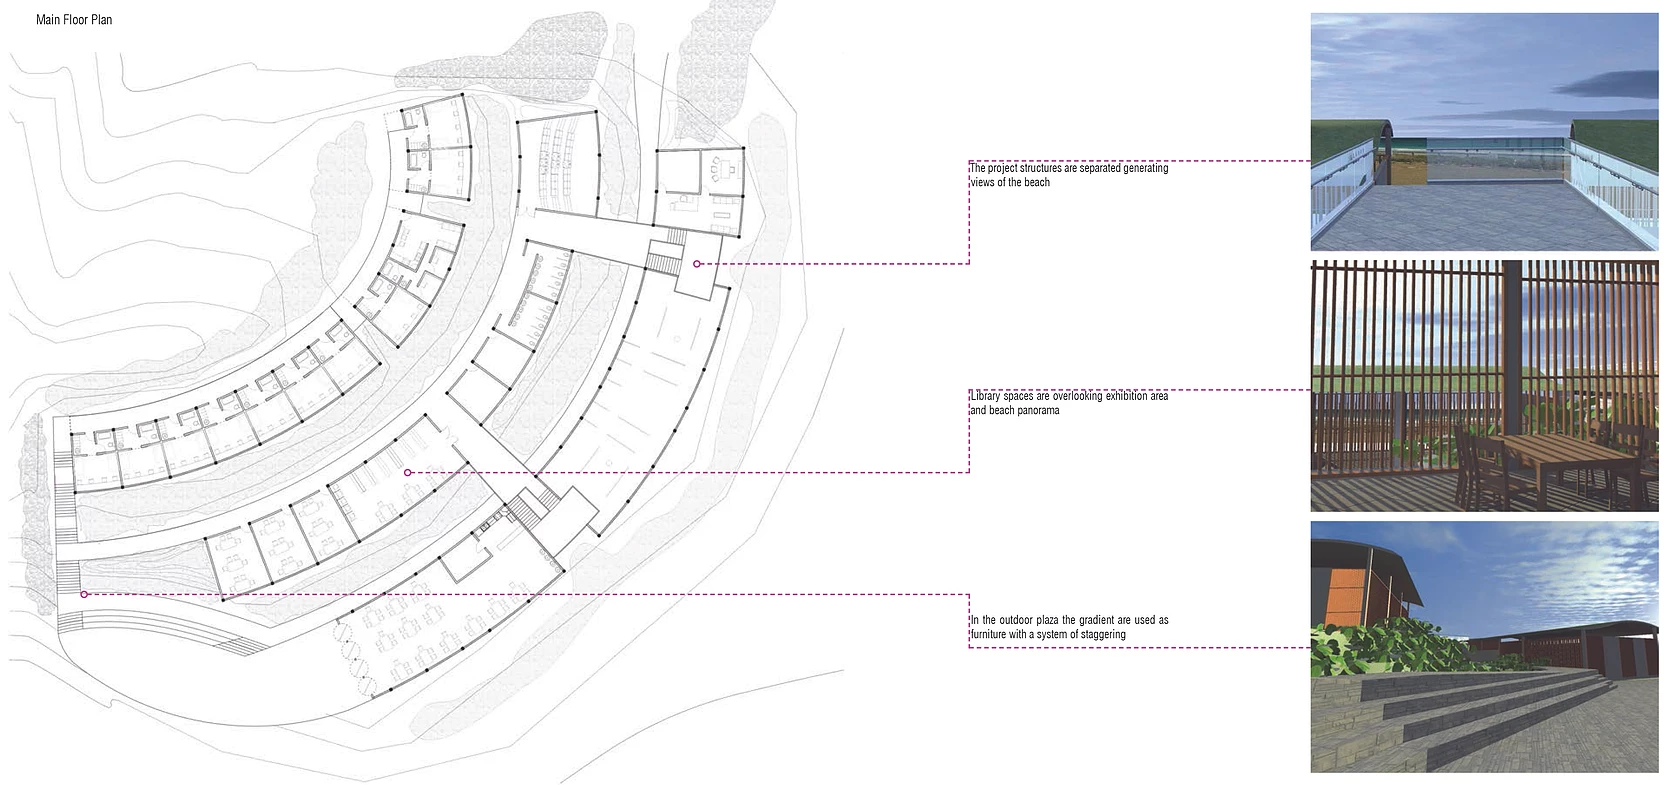 Main Floor Plan
The project structures are separated generating
views of the beach
Library spaces are overlooking exhibition area
and beach panorama
In the outdoor plaza the gradient are used as
furniture with a system of staggering